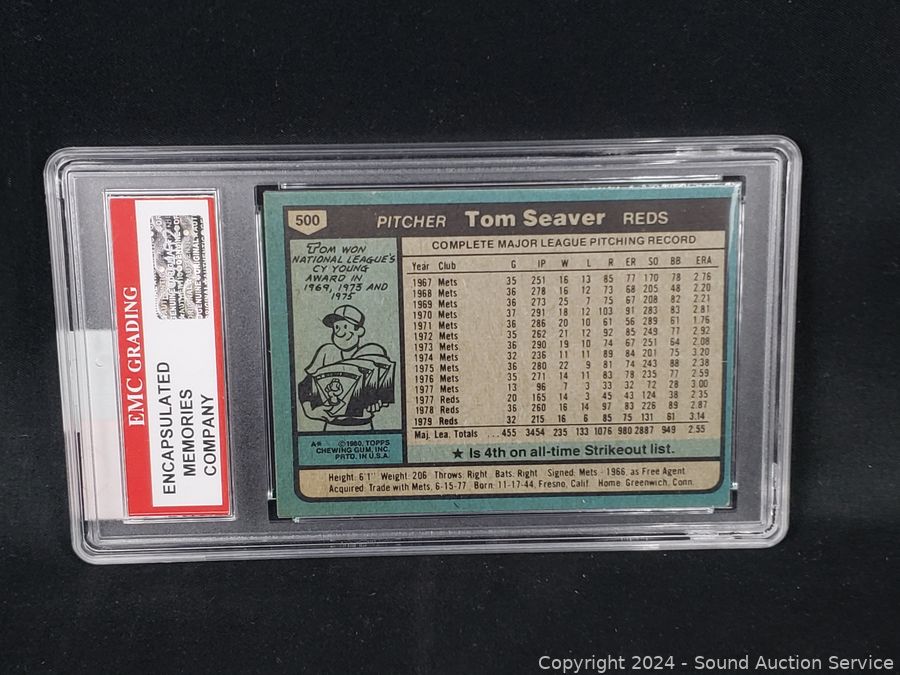 EMC GRADING
ENCAPSULATED
MEMORIES
COMPANY
500 PITCHER Tom Seaver REDS
TOM WON
NATIONAL LEAGUE'S
CY YOUNG
AWARD IN
1969, 1973 AND
1975
A* ©1980, TOPPS
CHEWING GUM, INC.
PRTD. IN U.S.A.
COMPLETE MAJOR LEAGUE PITCHING RECORD
Year Club G IP W L R ER SO BB ERA
1967 Mets 35 251 16 13 85 77 170 78 2.76
1968 Mets 36 278 16 12 73 68 205 48 2.20
1969 Mets 36 273 25 7 75 67 208 82 2.21
1970 Mets 37 291 18 12 103 91 283 83 2.81
1971 Mets 36 286 20 10 61 56 289 61 1.76
1972 Mets 35 262 21 12 92 85 249 77 2.92
1973 Mets 36 290 19 10 74 67 251 64 2.08
1974 Mets 32 236 11 11 89 84 201 75 3.20
1975 Mets 36 280 22 9 81 74 243 88 2.38
1976 Mets 35 271 14 11 83 78 235 77 2.59
1977 Mets 13 96 7 3 33 32 72 28 3.00
1977 Reds 20 165 14 3 45 43 124 38 2.35
1978 Reds 36 260 16 14 97 83 226 89 2.87
1979 Reds 32 215 16 6 85 75 131 61 3.14
Maj. Lea. Totals ... 455 3454 235 133 1076 980 2887 949 2.55
★ Is 4th on all-time Strikeout list.
Height: 6'1" Weight: 206 Throws: Right Bats: Right Signed: Mets - 1966, as Free Agent
Acquired: Trade with Mets, 6-15-77 Born: 11-17-44, Fresno, Calif. Home: Greenwich, Conn.
Copyright 2024 - Sound Auction Service